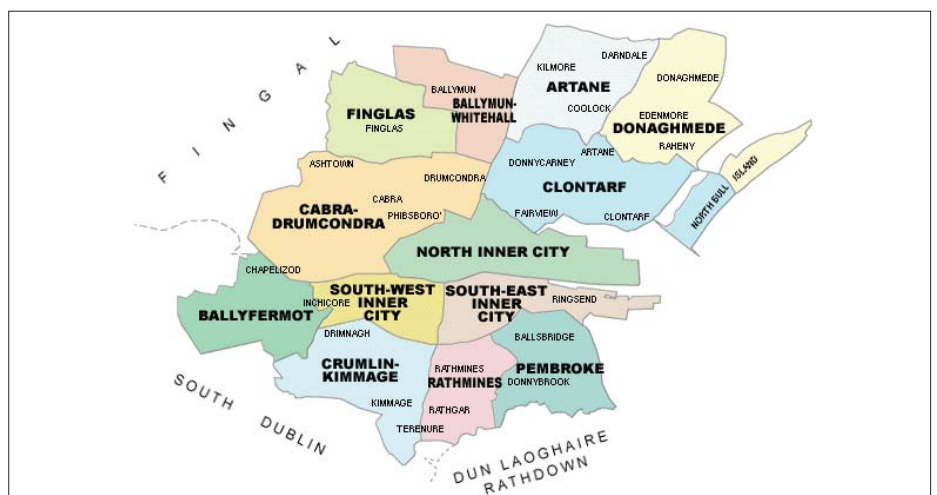 FINGAL
KILMORE
DARNDALE
ARTANE
COOLOCK
DONAGHMEDE
EDENMORE
DONAGHMEDE
RAHENY
BALLYMUN
BALLYMUN-
WHITEHALL
FINGLAS
FINGLAS
ASHTOWN
DRUMCONDRA
CABRA
CABRA-
DRUMCONDRA
PHIBSBORO'
DONNYCARNEY
ARTANE
CLONTARF
FAIRVIEW
CLONTARF
NORTH BULL
ISLAND
NORTH INNER CITY
CHAPELIZOD
BALLYFERMOT
INCHICORE
SOUTH-WEST
INNER
CITY
SOUTH-EAST
INNER
CITY
RINGSEND
DRIMNAGH
CRUMLIN-
KIMMAGE
KIMMAGE
TERENURE
RATHMINES
RATHMINES
RATHGAR
BALLSBRIDGE
PEMBROKE
DONNYBROOK
SOUTH DUBLIN
DUN LAOGHAIRE
RATHDOWN